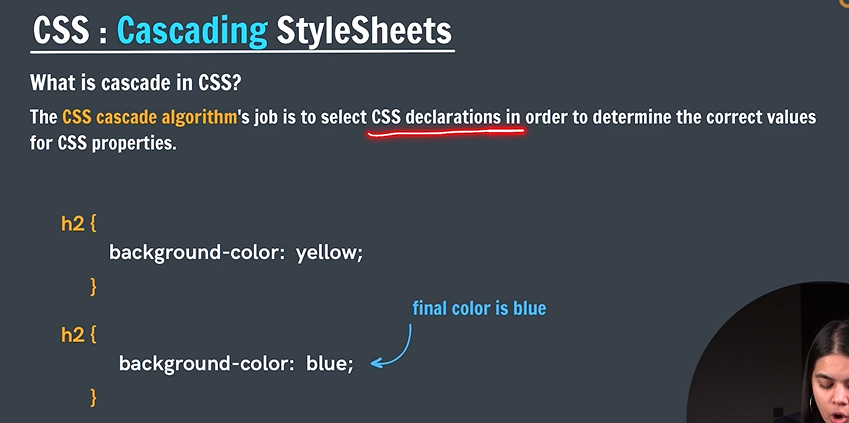 CSS : Cascading StyleSheets
What is cascade in CSS?
The CSS cascade algorithm's job is to select CSS declarations in order to determine the correct values
for CSS properties.
h2 {
background-color: yellow;
}
final color is blue
h2 {
background-color: blue;
}